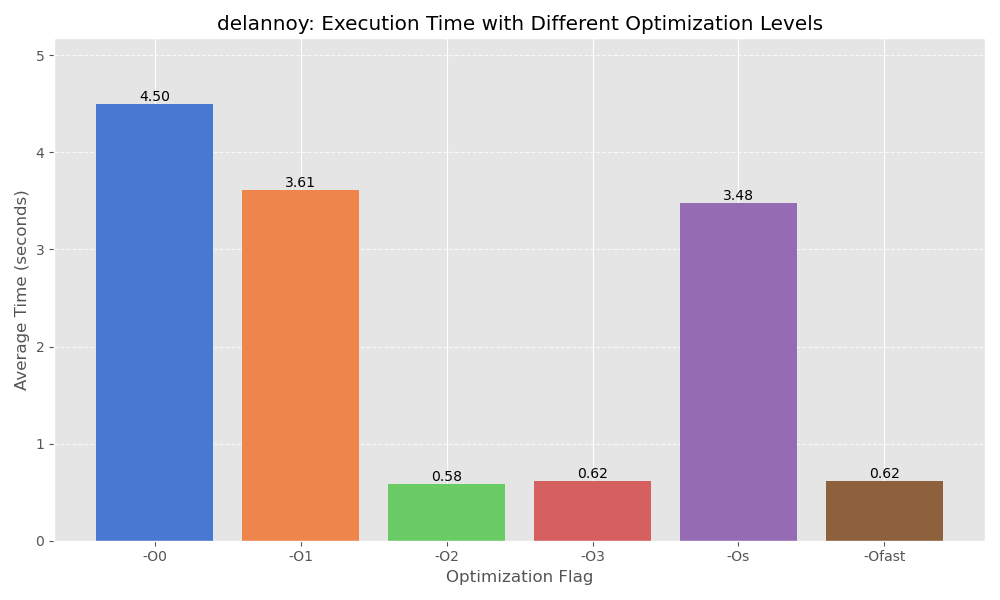 delannoy: Execution Time with Different Optimization Levels
Average Time (seconds)
5
4
3
2
1
0
4.50
3.61
0.58
0.62
3.48
0.62
-O0
-O1
-O2
-O3
-Os
-Ofast
Optimization Flag